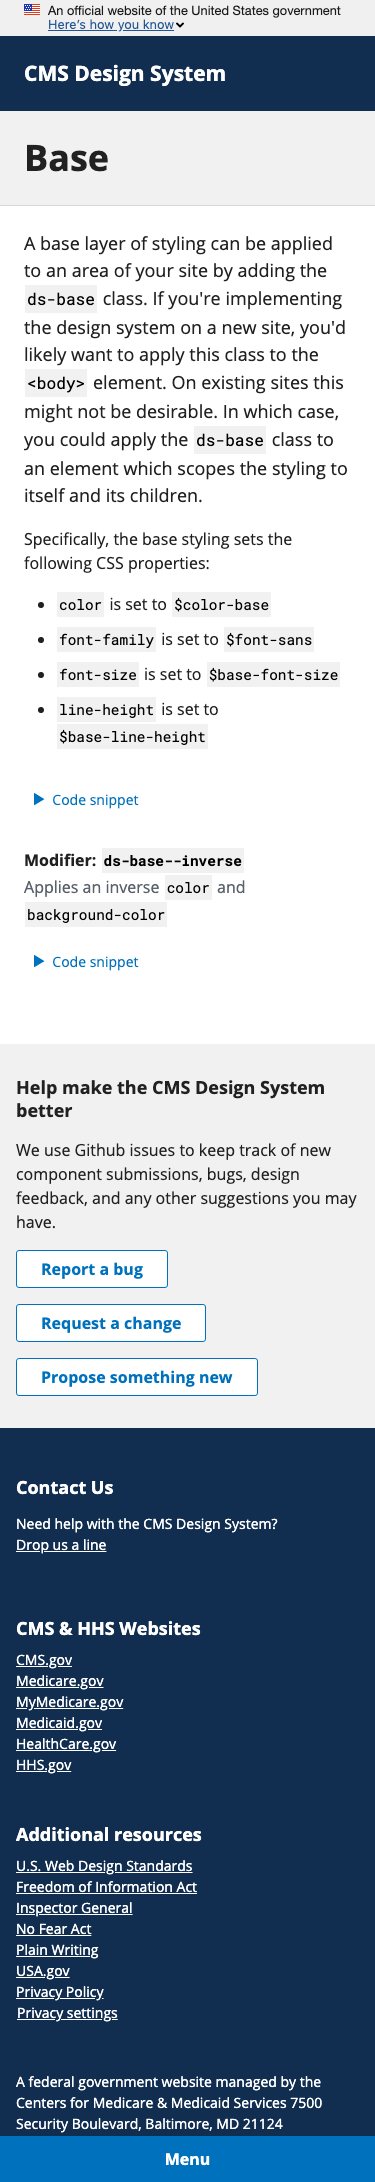 An official website of the United States government
Here's how you know
CMS Design System
Base
A base layer of styling can be applied
to an area of your site by adding the
ds-base class. If you're implementing
the design system on a new site, you'd
likely want to apply this class to the
<body> element. On existing sites this
might not be desirable. In which case,
you could apply the ds-base class to
an element which scopes the styling to
itself and its children.
Specifically, the base styling sets the
following CSS properties:
• color is set to $color-base
• font-family is set to $font-sans
• font-size is set to $base-font-size
• line-height is set to
$base-line-height
Code snippet
Modifier: ds-base--inverse
Applies an inverse color and
background-color
Code snippet
Help make the CMS Design System
better
We use Github issues to keep track of new
component submissions, bugs, design
feedback, and any other suggestions you may
have.
Report a bug
Request a change
Propose something new
Contact Us
Need help with the CMS Design System?
Drop us a line
CMS & HHS Websites
CMS.gov
Medicare.gov
MyMedicare.gov
Medicaid.gov
HealthCare.gov
HHS.gov
Additional resources
U.S. Web Design Standards
Freedom of Information Act
Inspector General
No Fear Act
Plain Writing
USA.gov
Privacy Policy
Privacy settings
A federal government website managed by the
Centers for Medicare & Medicaid Services 7500
Security Boulevard, Baltimore, MD 21124
Menu